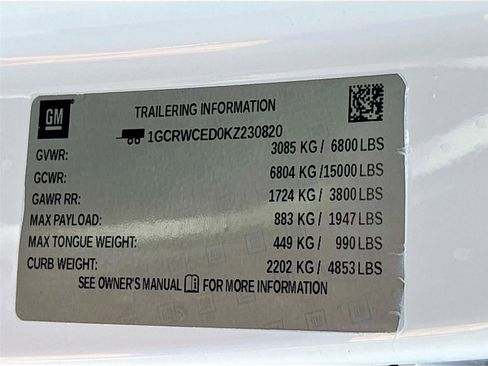 GM
TRAILERING INFORMATION
1GCRWCED0KZ230820
GVWR: 3085 KG / 6800 LBS
GCWR: 6804 KG /15000 LBS
GAWR RR: 1724 KG / 3800 LBS
MAX PAYLOAD: 883 KG / 1947 LBS
MAX TONGUE WEIGHT: 449 KG / 990 LBS
CURB WEIGHT: 2202 KG / 4853 LBS
SEE OWNER'S MANUAL FOR MORE INFORMATION